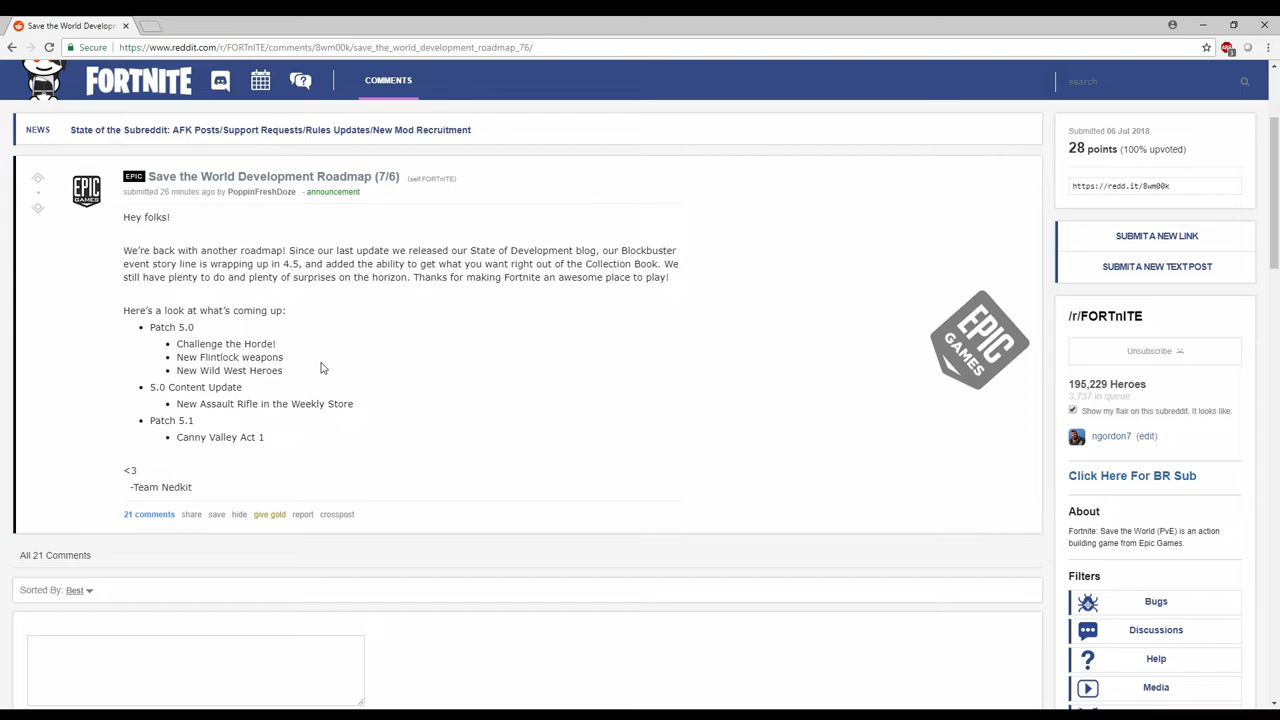 Save the World Developm
Secure
https://www.reddit.com/r/FORTnITE/comments/8wm00k/save_the_world_development_roadmap_76/
FORTNITE
COMMENTS
search
NEWS
State of the Subreddit: AFK Posts/Support Requests/Rules Updates/New Mod Recruitment
EPIC GAMES
EPIC Save the World Development Roadmap (7/6) (self.FORTnITE)
submitted 26 minutes ago by PoppinFreshDoze - announcement
Hey folks!
We're back with another roadmap! Since our last update we released our State of Development blog, our Blockbuster
event story line is wrapping up in 4.5, and added the ability to get what you want right out of the Collection Book. We
still have plenty to do and plenty of surprises on the horizon. Thanks for making Fortnite an awesome place to play!
Here's a look at what's coming up:
• Patch 5.0
• Challenge the Horde!
• New Flintlock weapons
• New Wild West Heroes
• 5.0 Content Update
• New Assault Rifle in the Weekly Store
• Patch 5.1
• Canny Valley Act 1
<3
-Team Nedkit
21 comments share save hide give gold report crosspost
EPIC
GAMES
All 21 Comments
Sorted By: Best
Submitted 06 Jul 2018
28 points (100% upvoted)
https://redd.it/8wm00k
SUBMIT A NEW LINK
SUBMIT A NEW TEXT POST
/r/FORTnITE
Unsubscribe
195,229 Heroes
3,737 in queue
Show my flair on this subreddit. It looks like:
ngordon7 (edit)
Click Here For BR Sub
About
Fortnite: Save the World (PvE) is an action
building game from Epic Games.
Filters
Bugs
Discussions
Help
Media